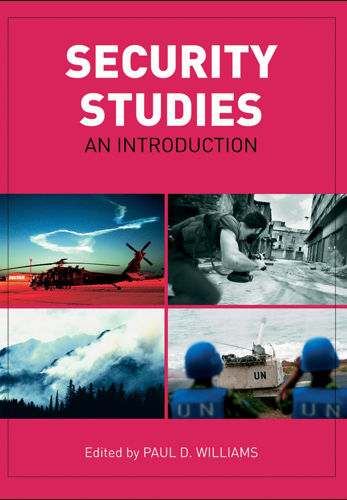 SECURITY
STUDIES
AN INTRODUCTION
UN
UN
UN
Edited by PAUL D. WILLIAMS